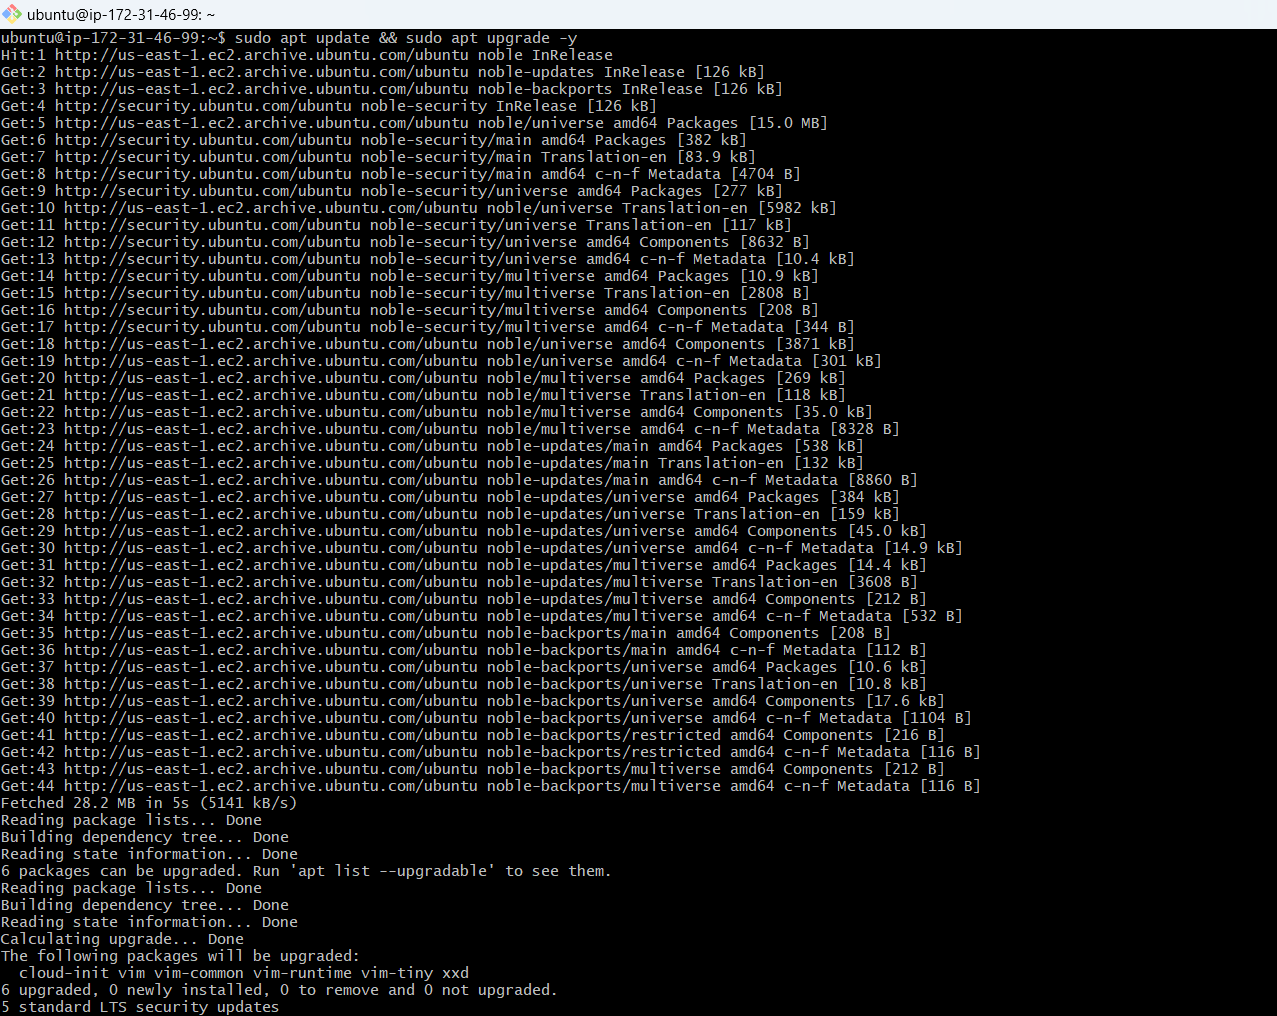 ubuntu@ip-172-31-46-99: ~
ubuntu@ip-172-31-46-99:~$ sudo apt update && sudo apt upgrade -y
Hit:1 http://us-east-1.ec2.archive.ubuntu.com/ubuntu noble InRelease
Get:2 http://us-east-1.ec2.archive.ubuntu.com/ubuntu noble-updates InRelease [126 kB]
Get:3 http://us-east-1.ec2.archive.ubuntu.com/ubuntu noble-backports InRelease [126 kB]
Get:4 http://security.ubuntu.com/ubuntu noble-security InRelease [126 kB]
Get:5 http://us-east-1.ec2.archive.ubuntu.com/ubuntu noble/universe amd64 Packages [15.0 MB]
Get:6 http://security.ubuntu.com/ubuntu noble-security/main amd64 Packages [382 kB]
Get:7 http://security.ubuntu.com/ubuntu noble-security/main Translation-en [83.9 kB]
Get:8 http://security.ubuntu.com/ubuntu noble-security/main amd64 c-n-f Metadata [4704 B]
Get:9 http://security.ubuntu.com/ubuntu noble-security/universe amd64 Packages [277 kB]
Get:10 http://us-east-1.ec2.archive.ubuntu.com/ubuntu noble/universe Translation-en [5982 kB]
Get:11 http://security.ubuntu.com/ubuntu noble-security/universe Translation-en [117 kB]
Get:12 http://security.ubuntu.com/ubuntu noble-security/universe amd64 Components [8632 B]
Get:13 http://security.ubuntu.com/ubuntu noble-security/universe amd64 c-n-f Metadata [10.4 kB]
Get:14 http://security.ubuntu.com/ubuntu noble-security/multiverse amd64 Packages [10.9 kB]
Get:15 http://security.ubuntu.com/ubuntu noble-security/multiverse Translation-en [2808 B]
Get:16 http://security.ubuntu.com/ubuntu noble-security/multiverse amd64 Components [208 B]
Get:17 http://security.ubuntu.com/ubuntu noble-security/multiverse amd64 c-n-f Metadata [344 B]
Get:18 http://us-east-1.ec2.archive.ubuntu.com/ubuntu noble/universe amd64 Components [3871 kB]
Get:19 http://us-east-1.ec2.archive.ubuntu.com/ubuntu noble/universe amd64 c-n-f Metadata [301 kB]
Get:20 http://us-east-1.ec2.archive.ubuntu.com/ubuntu noble/multiverse amd64 Packages [269 kB]
Get:21 http://us-east-1.ec2.archive.ubuntu.com/ubuntu noble/multiverse Translation-en [118 kB]
Get:22 http://us-east-1.ec2.archive.ubuntu.com/ubuntu noble/multiverse amd64 Components [35.0 kB]
Get:23 http://us-east-1.ec2.archive.ubuntu.com/ubuntu noble/multiverse amd64 c-n-f Metadata [8328 B]
Get:24 http://us-east-1.ec2.archive.ubuntu.com/ubuntu noble-updates/main amd64 Packages [538 kB]
Get:25 http://us-east-1.ec2.archive.ubuntu.com/ubuntu noble-updates/main Translation-en [132 kB]
Get:26 http://us-east-1.ec2.archive.ubuntu.com/ubuntu noble-updates/main amd64 c-n-f Metadata [8860 B]
Get:27 http://us-east-1.ec2.archive.ubuntu.com/ubuntu noble-updates/universe amd64 Packages [384 kB]
Get:28 http://us-east-1.ec2.archive.ubuntu.com/ubuntu noble-updates/universe Translation-en [159 kB]
Get:29 http://us-east-1.ec2.archive.ubuntu.com/ubuntu noble-updates/universe amd64 Components [45.0 kB]
Get:30 http://us-east-1.ec2.archive.ubuntu.com/ubuntu noble-updates/universe amd64 c-n-f Metadata [14.9 kB]
Get:31 http://us-east-1.ec2.archive.ubuntu.com/ubuntu noble-updates/multiverse amd64 Packages [14.4 kB]
Get:32 http://us-east-1.ec2.archive.ubuntu.com/ubuntu noble-updates/multiverse Translation-en [3608 B]
Get:33 http://us-east-1.ec2.archive.ubuntu.com/ubuntu noble-updates/multiverse amd64 Components [212 B]
Get:34 http://us-east-1.ec2.archive.ubuntu.com/ubuntu noble-updates/multiverse amd64 c-n-f Metadata [532 B]
Get:35 http://us-east-1.ec2.archive.ubuntu.com/ubuntu noble-backports/main amd64 Components [208 B]
Get:36 http://us-east-1.ec2.archive.ubuntu.com/ubuntu noble-backports/main amd64 c-n-f Metadata [112 B]
Get:37 http://us-east-1.ec2.archive.ubuntu.com/ubuntu noble-backports/universe amd64 Packages [10.6 kB]
Get:38 http://us-east-1.ec2.archive.ubuntu.com/ubuntu noble-backports/universe Translation-en [10.8 kB]
Get:39 http://us-east-1.ec2.archive.ubuntu.com/ubuntu noble-backports/universe amd64 Components [17.6 kB]
Get:40 http://us-east-1.ec2.archive.ubuntu.com/ubuntu noble-backports/universe amd64 c-n-f Metadata [1104 B]
Get:41 http://us-east-1.ec2.archive.ubuntu.com/ubuntu noble-backports/restricted amd64 Components [216 B]
Get:42 http://us-east-1.ec2.archive.ubuntu.com/ubuntu noble-backports/restricted amd64 c-n-f Metadata [116 B]
Get:43 http://us-east-1.ec2.archive.ubuntu.com/ubuntu noble-backports/multiverse amd64 Components [212 B]
Get:44 http://us-east-1.ec2.archive.ubuntu.com/ubuntu noble-backports/multiverse amd64 c-n-f Metadata [116 B]
Fetched 28.2 MB in 5s (5141 kB/s)
Reading package lists... Done
Building dependency tree... Done
Reading state information... Done
6 packages can be upgraded. Run 'apt list --upgradable' to see them.
Reading package lists... Done
Building dependency tree... Done
Reading state information... Done
Calculating upgrade... Done
The following packages will be upgraded:
  cloud-init vim vim-common vim-runtime vim-tiny xxd
6 upgraded, 0 newly installed, 0 to remove and 0 not upgraded.
5 standard LTS security updates